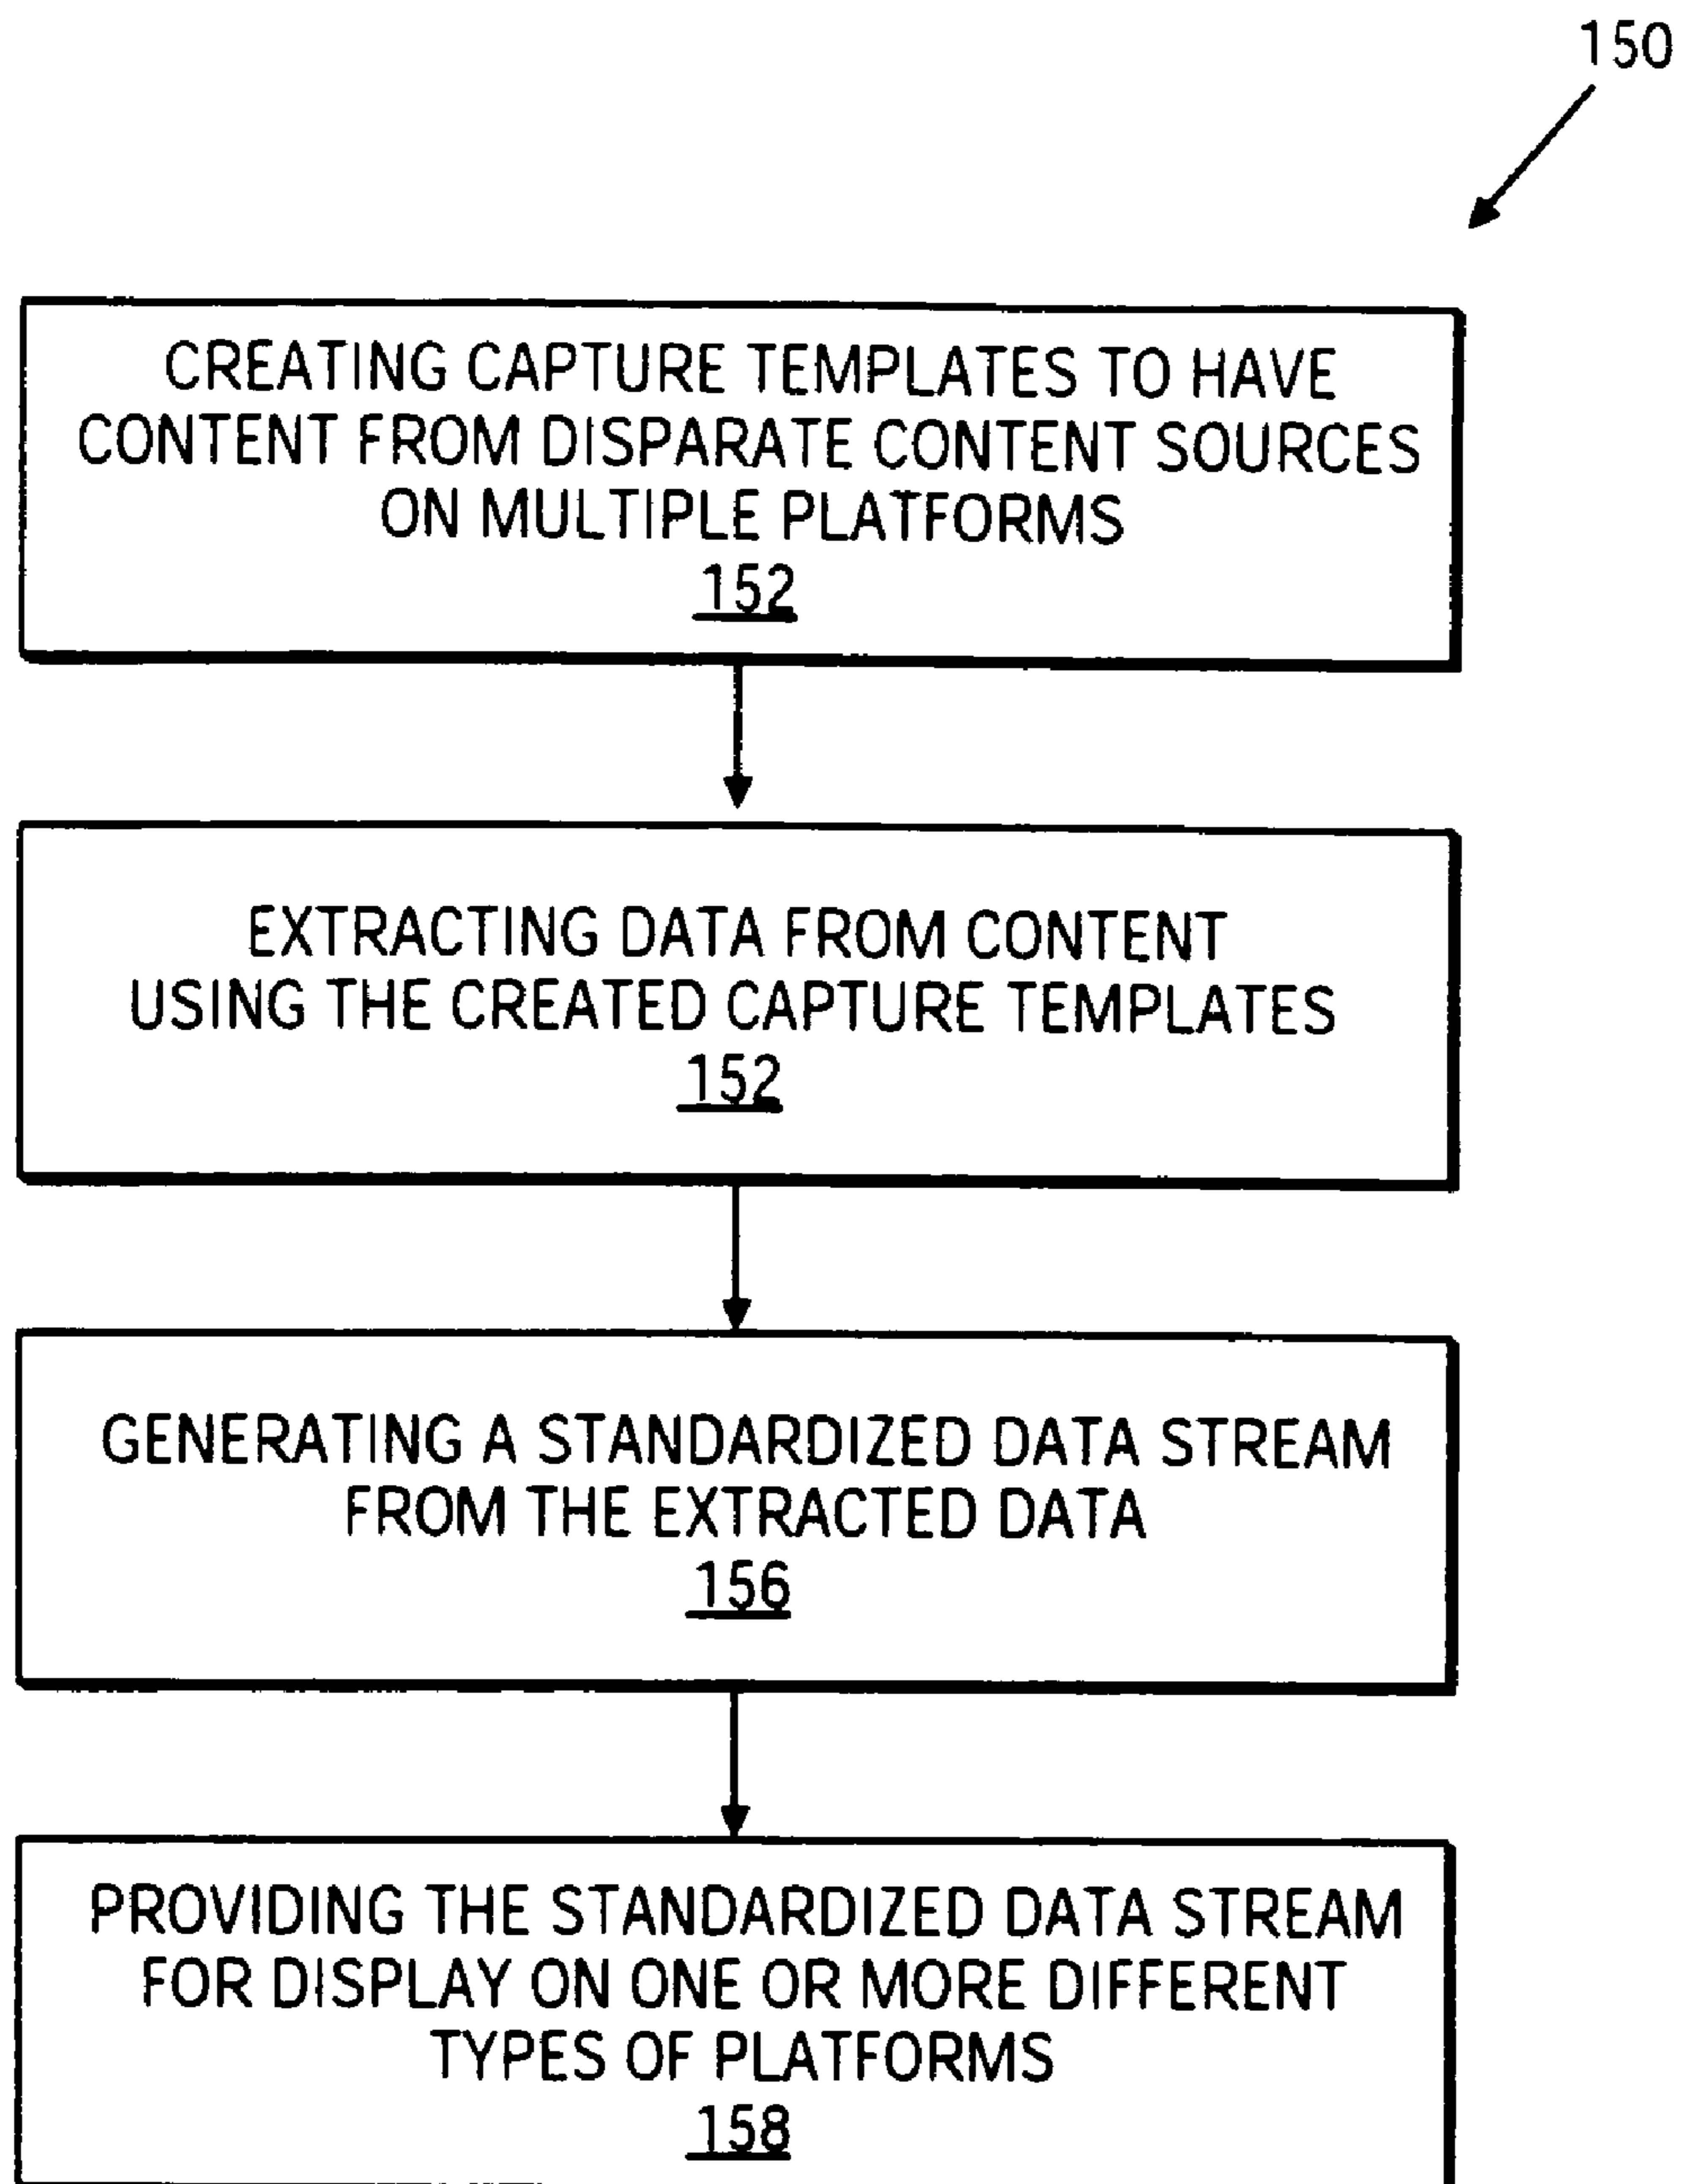 150
CREATING CAPTURE TEMPLATES TO HAVE
CONTENT FROM DISPARATE CONTENT SOURCES
ON MULTIPLE PLATFORMS
152
EXTRACTING DATA FROM CONTENT
USING THE CREATED CAPTURE TEMPLATES
152
GENERATING A STANDARDIZED DATA STREAM
FROM THE EXTRACTED DATA
156
PROVIDING THE STANDARDIZED DATA STREAM
FOR DISPLAY ON ONE OR MORE DIFFERENT
TYPES OF PLATFORMS
158